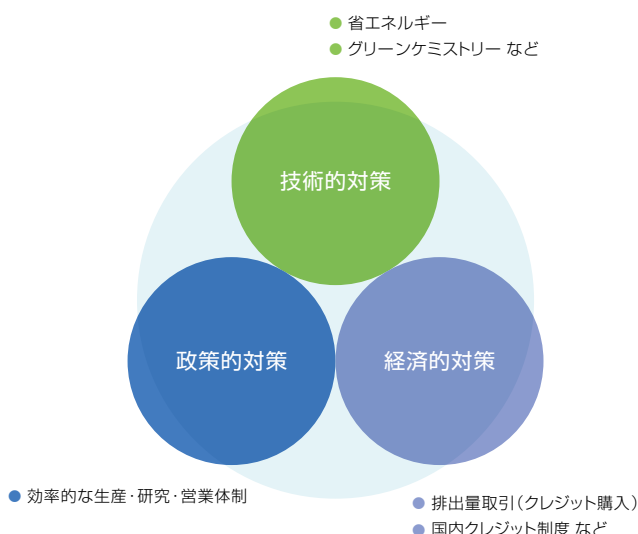 省エネルギー
グリーンケミストリー など
技術的対策
政策的対策
経済的対策
効率的な生産・研究・営業体制
排出量取引（クレジット購入）
国内クレジット制度 など